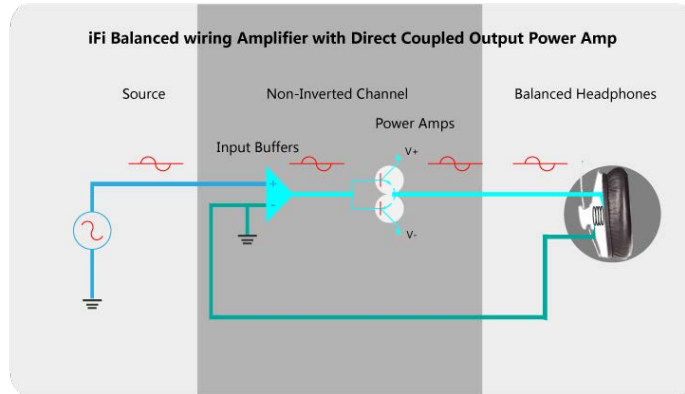 iFi Balanced wiring Amplifier with Direct Coupled Output Power Amp
Source
Non-Inverted Channel
Balanced Headphones
Power Amps
Input Buffers
V+
+
-
V-